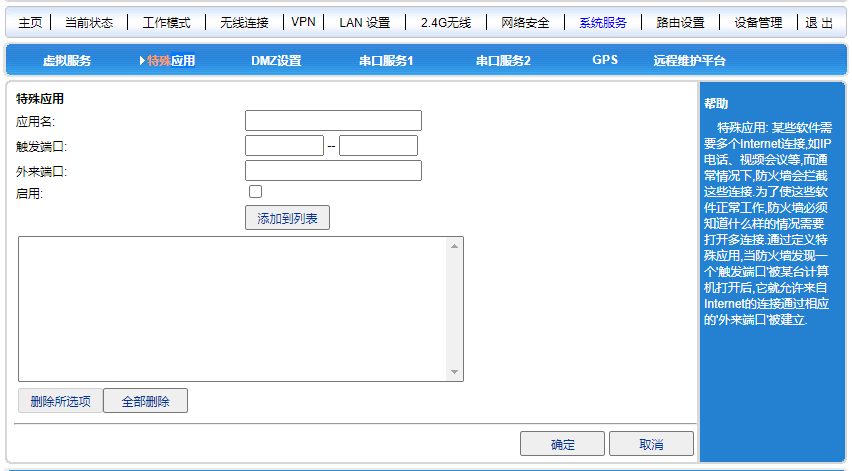 主页 当前状态 工作模式 无线连接 VPN LAN 设置 2.4G无线 网络安全 系统服务 路由设置 设备管理 退 出
虚拟服务 特殊应用 DMZ设置 串口服务1 串口服务2 GPS 远程维护平台
特殊应用
应用名:
触发端口: --
外来端口:
启用:
添加到列表
删除所选项 全部删除
确定 取消
帮助
特殊应用: 某些软件需
要多个Internet连接,如IP
电话、视频会议等,而通
常情况下,防火墙会拦截
这些连接.为了使这些软
件正常工作,防火墙必须
知道什么样的情况需要
打开多连接.通过定义特
殊应用,当防火墙发现一
个'触发端口'被某台计算
机打开后,它就允许来自
Internet的连接通过相应
的'外来端口'被建立.